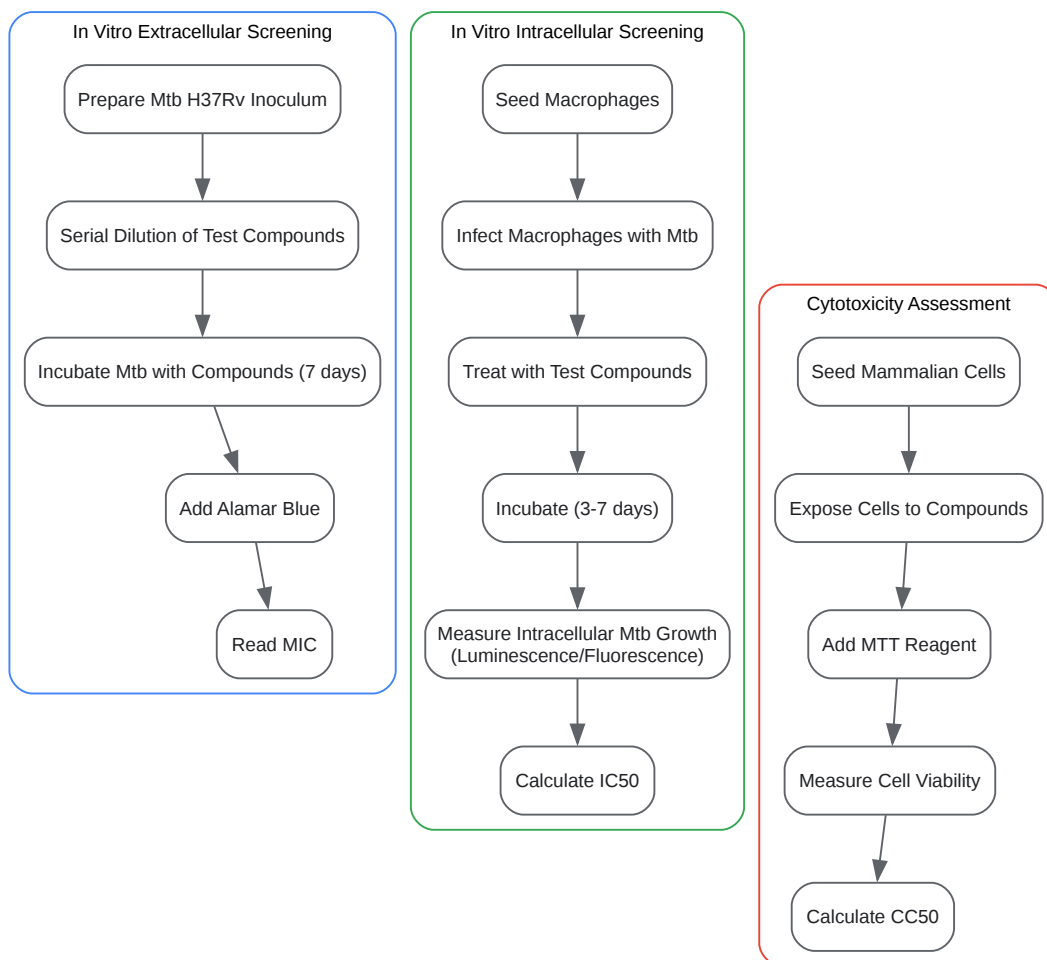 In Vitro Extracellular Screening
Prepare Mtb H37Rv Inoculum
Serial Dilution of Test Compounds
Incubate Mtb with Compounds (7 days)
Add Alamar Blue
Read MIC
In Vitro Intracellular Screening
Seed Macrophages
Infect Macrophages with Mtb
Treat with Test Compounds
Incubate (3-7 days)
Measure Intracellular Mtb Growth
(Luminescence/Fluorescence)
Calculate IC50
Cytotoxicity Assessment
Seed Mammalian Cells
Expose Cells to Compounds
Add MTT Reagent
Measure Cell Viability
Calculate CC50